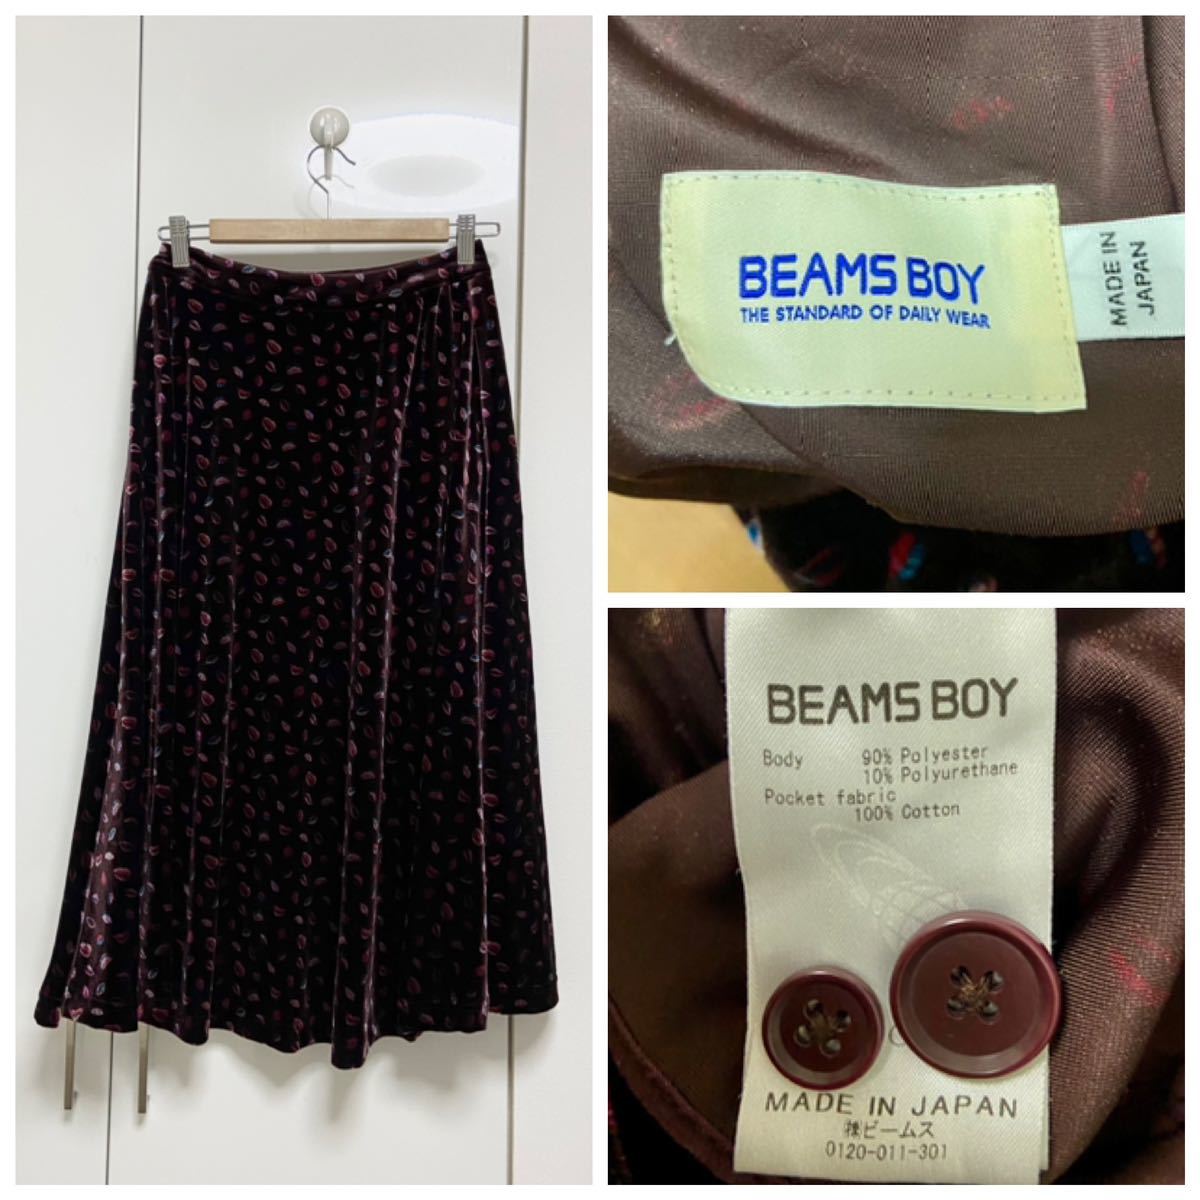 BEAMS BOY
THE STANDARD OF DAILY WEAR
MADE IN
JAPAN
BEAMS BOY
Body 90% Polyester
10% Polyurethane
Pocket fabric
100% Cotton
MADE IN JAPAN
㈱ビームス
0120-011-301